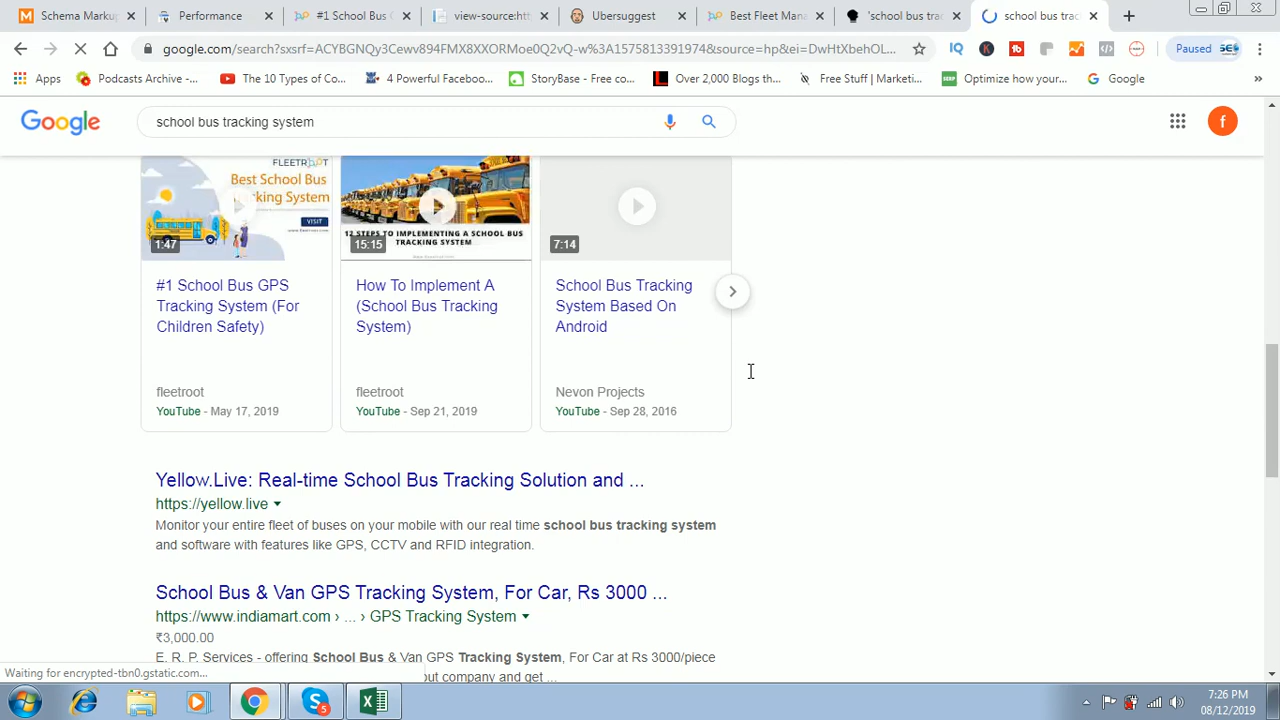 Schema Markup
Performance
#1 School Bus G
view-source:htt
Ubersuggest
Best Fleet Mana
'school bus trac
school bus trac
google.com/search?sxsrf=ACYBGNQy3Cewv894FMX8XXORMoe0Q2vQ-w%3A1575813391974&source=hp&ei=DwHtXbehOL...
Paused
Apps
Podcasts Archive -...
The 10 Types of Co...
4 Powerful Faceboo...
StoryBase - Free co...
Over 2,000 Blogs th...
Free Stuff | Marketi...
Optimize how your...
Google
Google
school bus tracking system
f
FLEETROOT
Best School Bus
Tracking System
VISIT
1:47
12 STEPS TO IMPLEMENTING A SCHOOL BUS
TRACKING SYSTEM
15:15
7:14
#1 School Bus GPS
Tracking System (For
Children Safety)
fleetroot
YouTube - May 17, 2019
How To Implement A
(School Bus Tracking
System)
fleetroot
YouTube - Sep 21, 2019
School Bus Tracking
System Based On
Android
Nevon Projects
YouTube - Sep 28, 2016
Yellow.Live: Real-time School Bus Tracking Solution and ...
https://yellow.live
Monitor your entire fleet of buses on your mobile with our real time school bus tracking system
and software with features like GPS, CCTV and RFID integration.
School Bus & Van GPS Tracking System, For Car, Rs 3000 ...
https://www.indiamart.com › ... › GPS Tracking System
₹3,000.00
E. R. P. Services - offering School Bus & Van GPS Tracking System, For Car at Rs 3000/piece
out company and get ...
Waiting for encrypted-tbn0.gstatic.com...
7:26 PM
08/12/2019